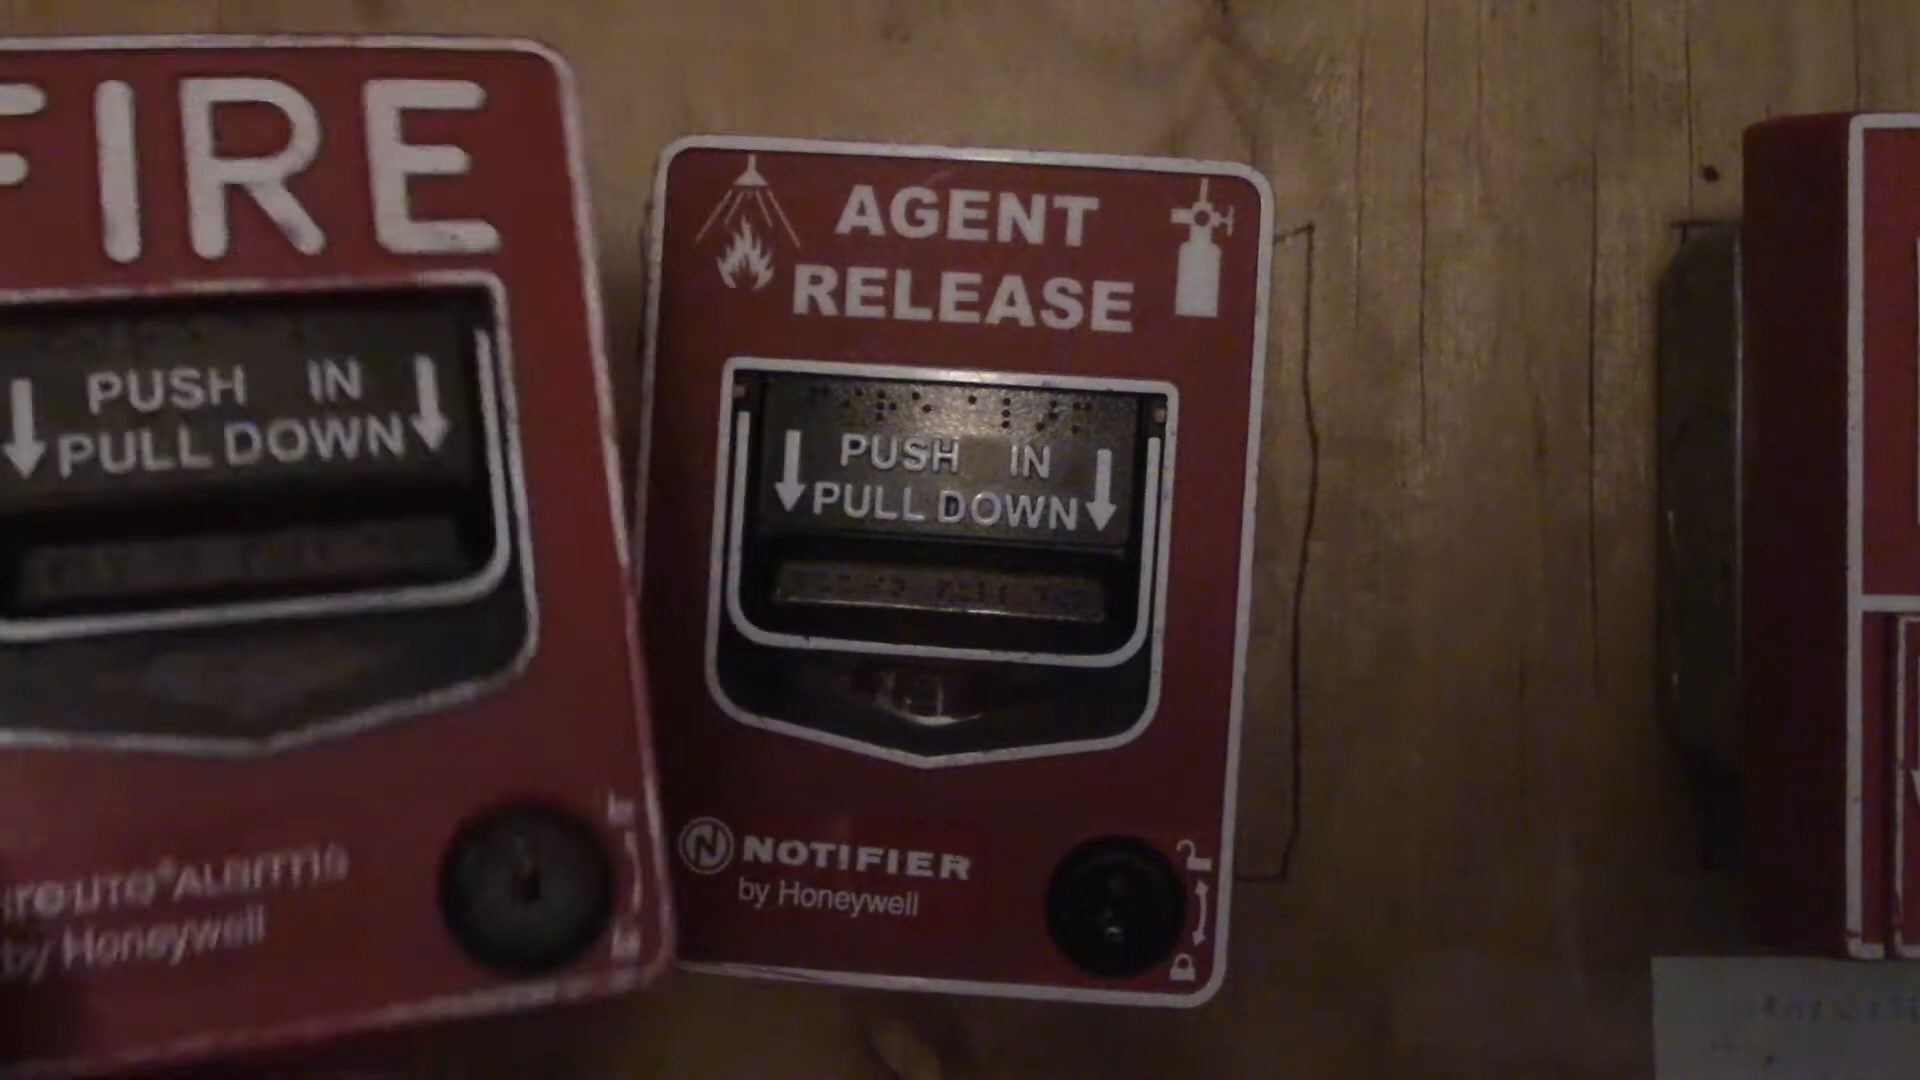 FIRE
PUSH IN
PULL DOWN
by Honeywell
AGENT
RELEASE
PUSH IN
PULL DOWN
NOTIFIER
by Honeywell